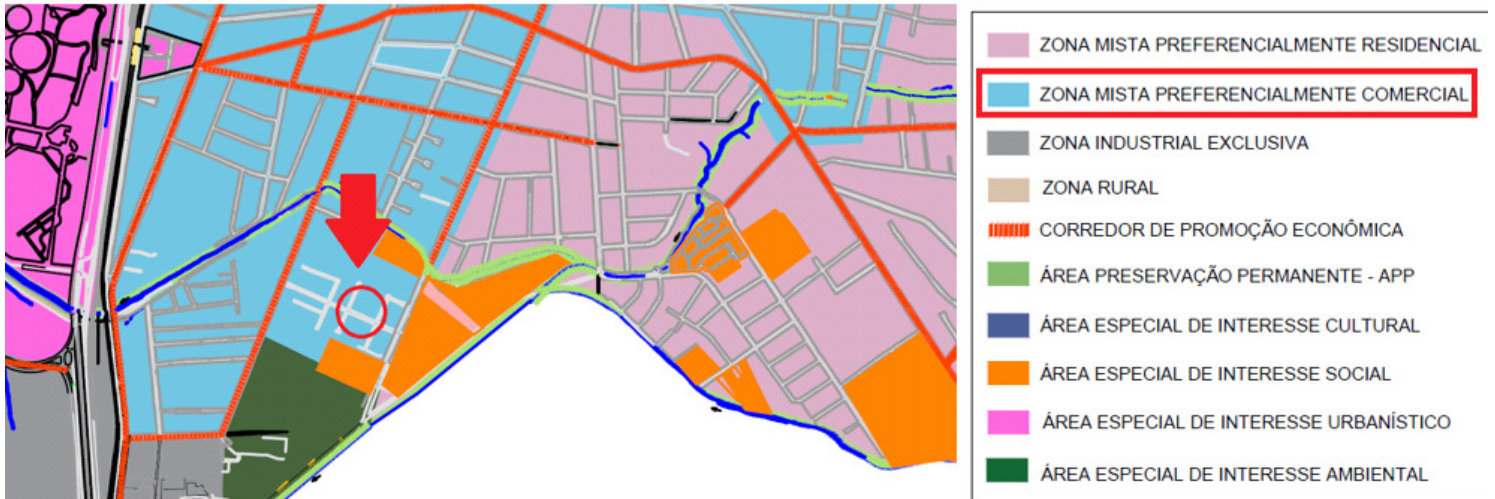 ZONA MISTA PREFERENCIALMENTE RESIDENCIAL
ZONA MISTA PREFERENCIALMENTE COMERCIAL
ZONA INDUSTRIAL EXCLUSIVA
ZONA RURAL
CORREDOR DE PROMOÇÃO ECONÔMICA
ÁREA PRESERVAÇÃO PERMANENTE - APP
ÁREA ESPECIAL DE INTERESSE CULTURAL
ÁREA ESPECIAL DE INTERESSE SOCIAL
ÁREA ESPECIAL DE INTERESSE URBANÍSTICO
ÁREA ESPECIAL DE INTERESSE AMBIENTAL